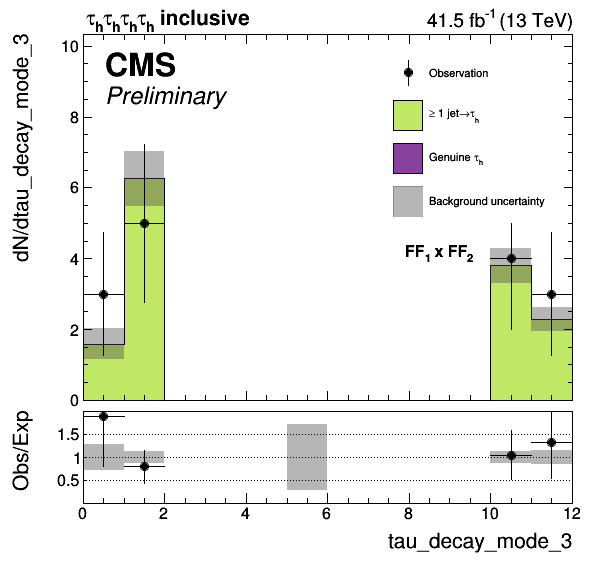 τhτhτhτh inclusive
41.5 fb-1 (13 TeV)
dN/dtau_decay_mode_3
10
8
6
4
2
0
CMS
Preliminary
Observation
≥ 1 jet→τh
Genuine τh
Background uncertainty
FF1 x FF2
Obs/Exp
1.5
1
0.5
0 2 4 6 8 10 12
tau_decay_mode_3